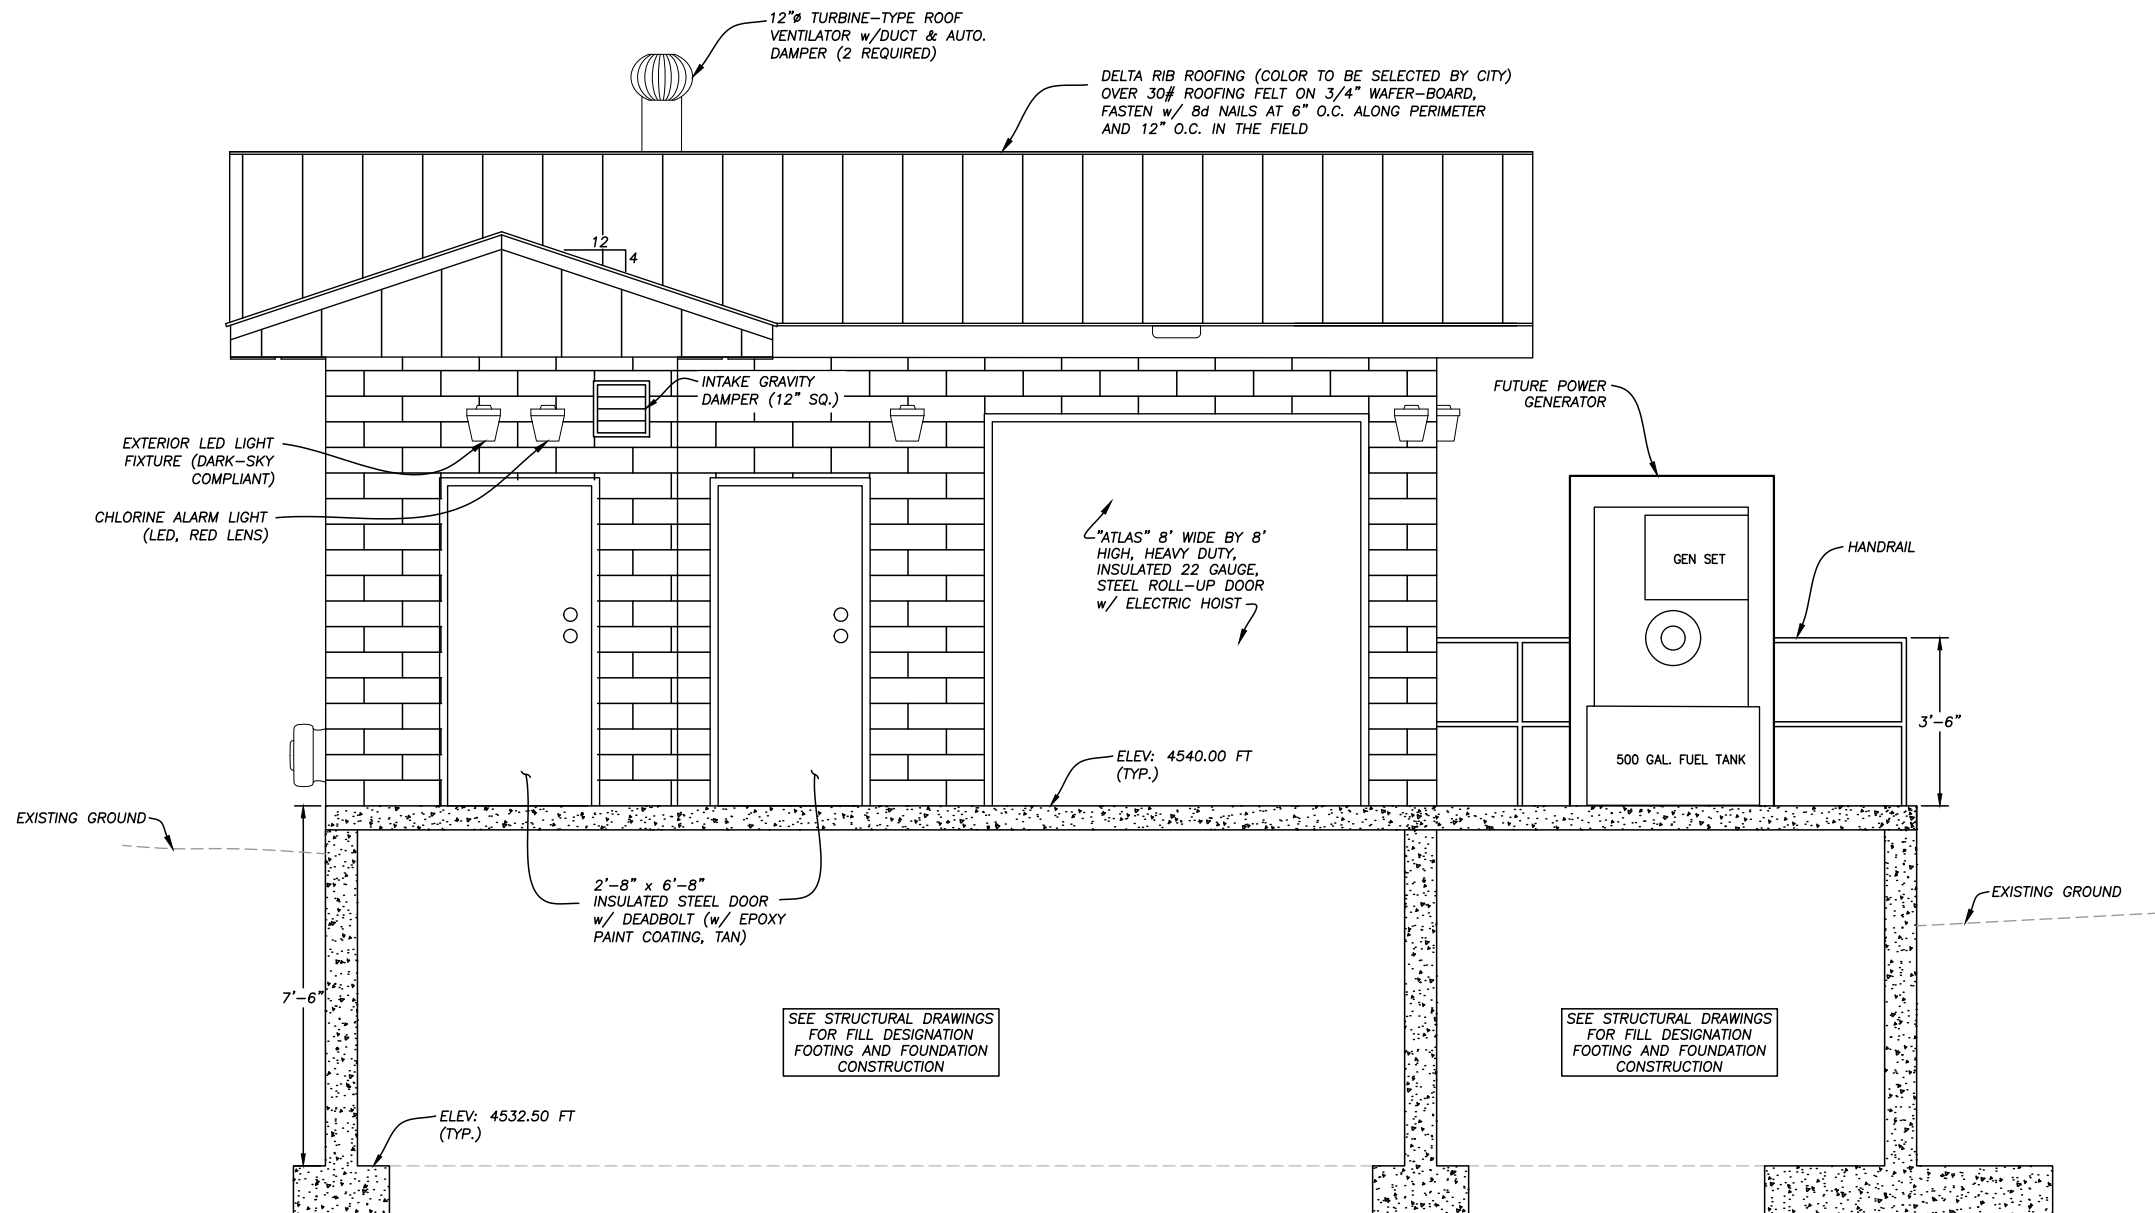 12"ø TURBINE-TYPE ROOF
VENTILATOR w/DUCT & AUTO.
DAMPER (2 REQUIRED)
DELTA RIB ROOFING (COLOR TO BE SELECTED BY CITY)
OVER 30# ROOFING FELT ON 3/4" WAFER-BOARD,
FASTEN w/ 8d NAILS AT 6" O.C. ALONG PERIMETER
AND 12" O.C. IN THE FIELD
12
4
INTAKE GRAVITY
DAMPER (12" SQ.)
FUTURE POWER
GENERATOR
EXTERIOR LED LIGHT
FIXTURE (DARK-SKY
COMPLIANT)
CHLORINE ALARM LIGHT
(LED, RED LENS)
"ATLAS" 8' WIDE BY 8'
HIGH, HEAVY DUTY,
INSULATED 22 GAUGE,
STEEL ROLL-UP DOOR
w/ ELECTRIC HOIST
GEN SET
HANDRAIL
3'-6"
ELEV: 4540.00 FT
(TYP.)
500 GAL. FUEL TANK
EXISTING GROUND
2'-8" x 6'-8"
INSULATED STEEL DOOR
w/ DEADBOLT (w/ EPOXY
PAINT COATING, TAN)
EXISTING GROUND
7'-6"
SEE STRUCTURAL DRAWINGS
FOR FILL DESIGNATION
FOOTING AND FOUNDATION
CONSTRUCTION
SEE STRUCTURAL DRAWINGS
FOR FILL DESIGNATION
FOOTING AND FOUNDATION
CONSTRUCTION
ELEV: 4532.50 FT
(TYP.)